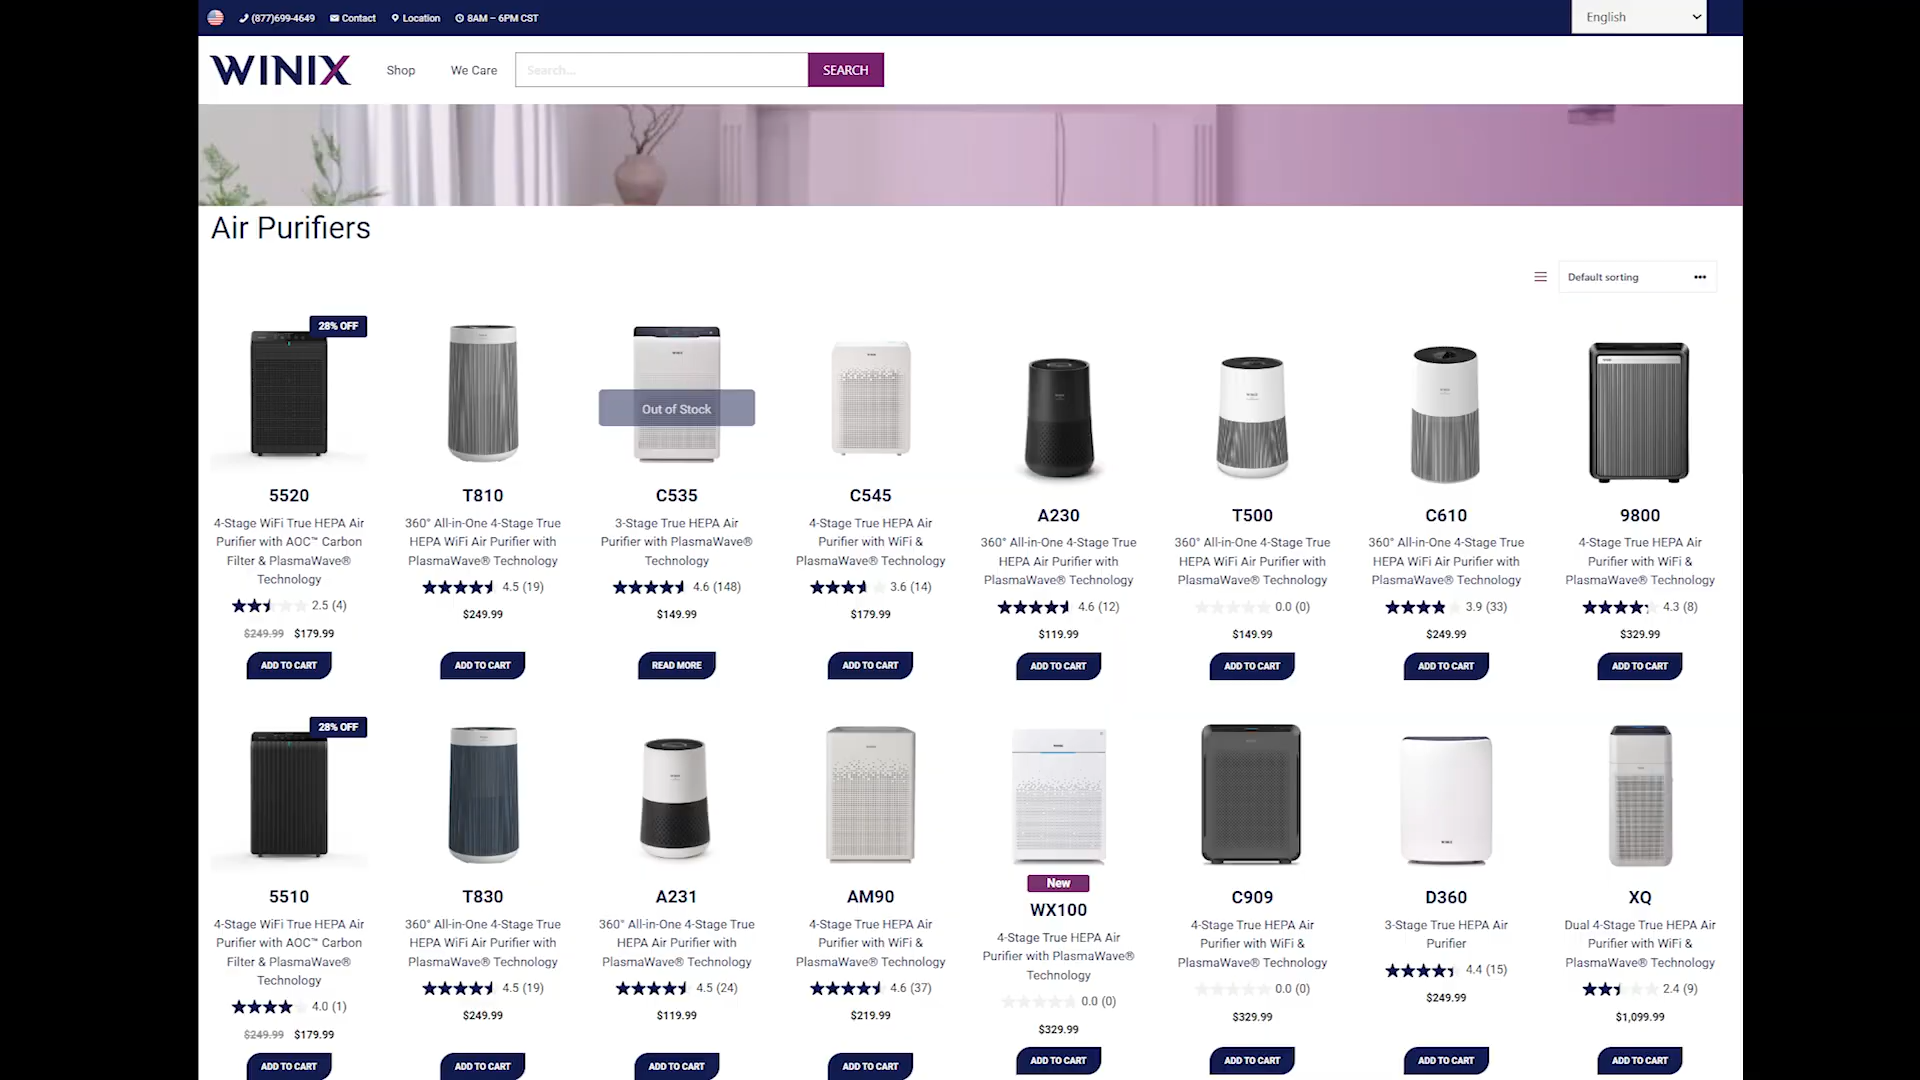 (877)699-4649 Contact Location 8AM – 6PM CST English
WINIX Shop We Care Search... SEARCH
Air Purifiers
Default sorting
28% OFF
5520
4-Stage WiFi True HEPA Air
Purifier with AOC™ Carbon
Filter & PlasmaWave®
Technology
2.5 (4)
$249.99 $179.99
ADD TO CART
T810
360° All-in-One 4-Stage True
HEPA WiFi Air Purifier with
PlasmaWave® Technology
4.5 (19)
$249.99
ADD TO CART
WINIX
Out of Stock
C535
3-Stage True HEPA Air
Purifier with PlasmaWave®
Technology
4.6 (148)
$149.99
READ MORE
C545
4-Stage True HEPA Air
Purifier with WiFi &
PlasmaWave® Technology
3.6 (14)
$179.99
ADD TO CART
A230
360° All-in-One 4-Stage True
HEPA Air Purifier with
PlasmaWave® Technology
4.6 (12)
$119.99
ADD TO CART
T500
360° All-in-One 4-Stage True
HEPA WiFi Air Purifier with
PlasmaWave® Technology
0.0 (0)
$149.99
ADD TO CART
C610
360° All-in-One 4-Stage True
HEPA WiFi Air Purifier with
PlasmaWave® Technology
3.9 (33)
$249.99
ADD TO CART
9800
4-Stage True HEPA Air
Purifier with WiFi &
PlasmaWave® Technology
4.3 (8)
$329.99
ADD TO CART
28% OFF
5510
4-Stage WiFi True HEPA Air
Purifier with AOC™ Carbon
Filter & PlasmaWave®
Technology
4.0 (1)
$249.99 $179.99
ADD TO CART
T830
360° All-in-One 4-Stage True
HEPA WiFi Air Purifier with
PlasmaWave® Technology
4.5 (19)
$249.99
ADD TO CART
A231
360° All-in-One 4-Stage True
HEPA Air Purifier with
PlasmaWave® Technology
4.5 (24)
$119.99
ADD TO CART
AM90
4-Stage True HEPA Air
Purifier with WiFi &
PlasmaWave® Technology
4.6 (37)
$219.99
ADD TO CART
New
WX100
4-Stage True HEPA Air
Purifier with PlasmaWave®
Technology
0.0 (0)
$329.99
ADD TO CART
C909
4-Stage True HEPA Air
Purifier with WiFi &
PlasmaWave® Technology
0.0 (0)
$329.99
ADD TO CART
WINIX
D360
3-Stage True HEPA Air
Purifier
4.4 (15)
$249.99
ADD TO CART
XQ
Dual 4-Stage True HEPA Air
Purifier with WiFi &
PlasmaWave® Technology
2.4 (9)
$1,099.99
ADD TO CART